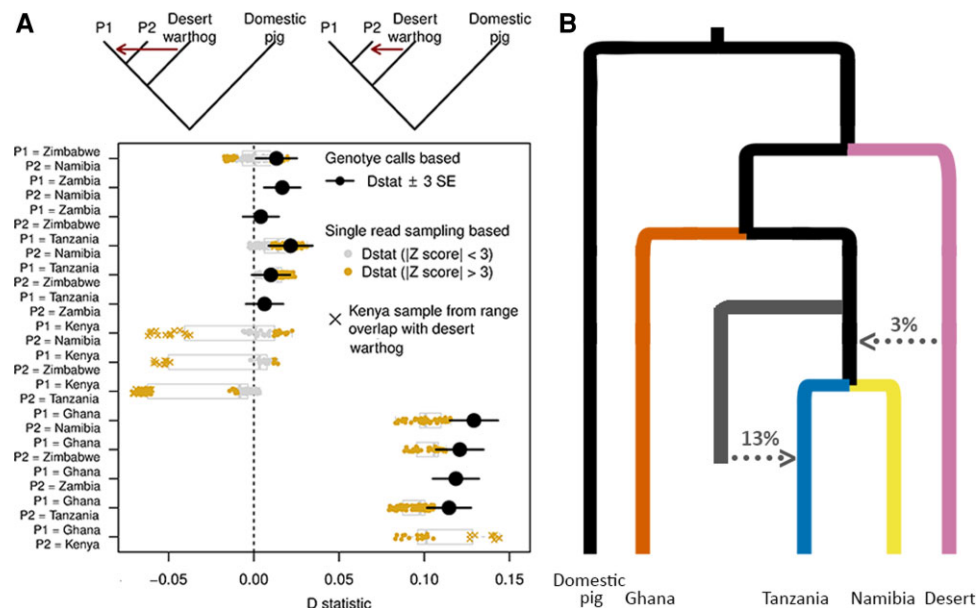 A
P1
P2
Desert
warthog
Domestic
pig
P1
P2
Desert
warthog
Domestic
pig
P1 = Zimbabwe
P2 = Namibia
P1 = Zambia
P2 = Namibia
P1 = Zambia
P2 = Zimbabwe
P1 = Tanzania
P2 = Namibia
P1 = Tanzania
P2 = Zimbabwe
P1 = Tanzania
P2 = Zambia
P1 = Kenya
P2 = Namibia
P1 = Kenya
P2 = Zimbabwe
P1 = Kenya
P2 = Tanzania
P1 = Ghana
P2 = Namibia
P1 = Ghana
P2 = Zimbabwe
P1 = Ghana
P2 = Zambia
P1 = Ghana
P2 = Tanzania
P1 = Ghana
P2 = Kenya
Genotye calls based
Dstat ± 3 SE
Single read sampling based
Dstat (|Z score| < 3)
Dstat (|Z score| > 3)
Kenya sample from range
overlap with desert
warthog
−0.05 0.00 0.05 0.10 0.15
D statistic
B
3%
13%
Domestic
pig
Ghana
Tanzania
Namibia
Desert